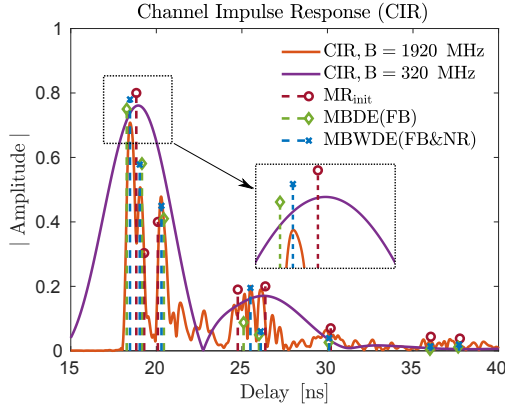 Channel Impulse Response (CIR)
CIR, B = 1920 MHz
CIR, B = 320 MHz
MR_init
MBDE(FB)
MBWDE(FB&NR)
| Amplitude |
1
0.8
0.6
0.4
0.2
0
15 20 25 30 35 40
Delay [ns]